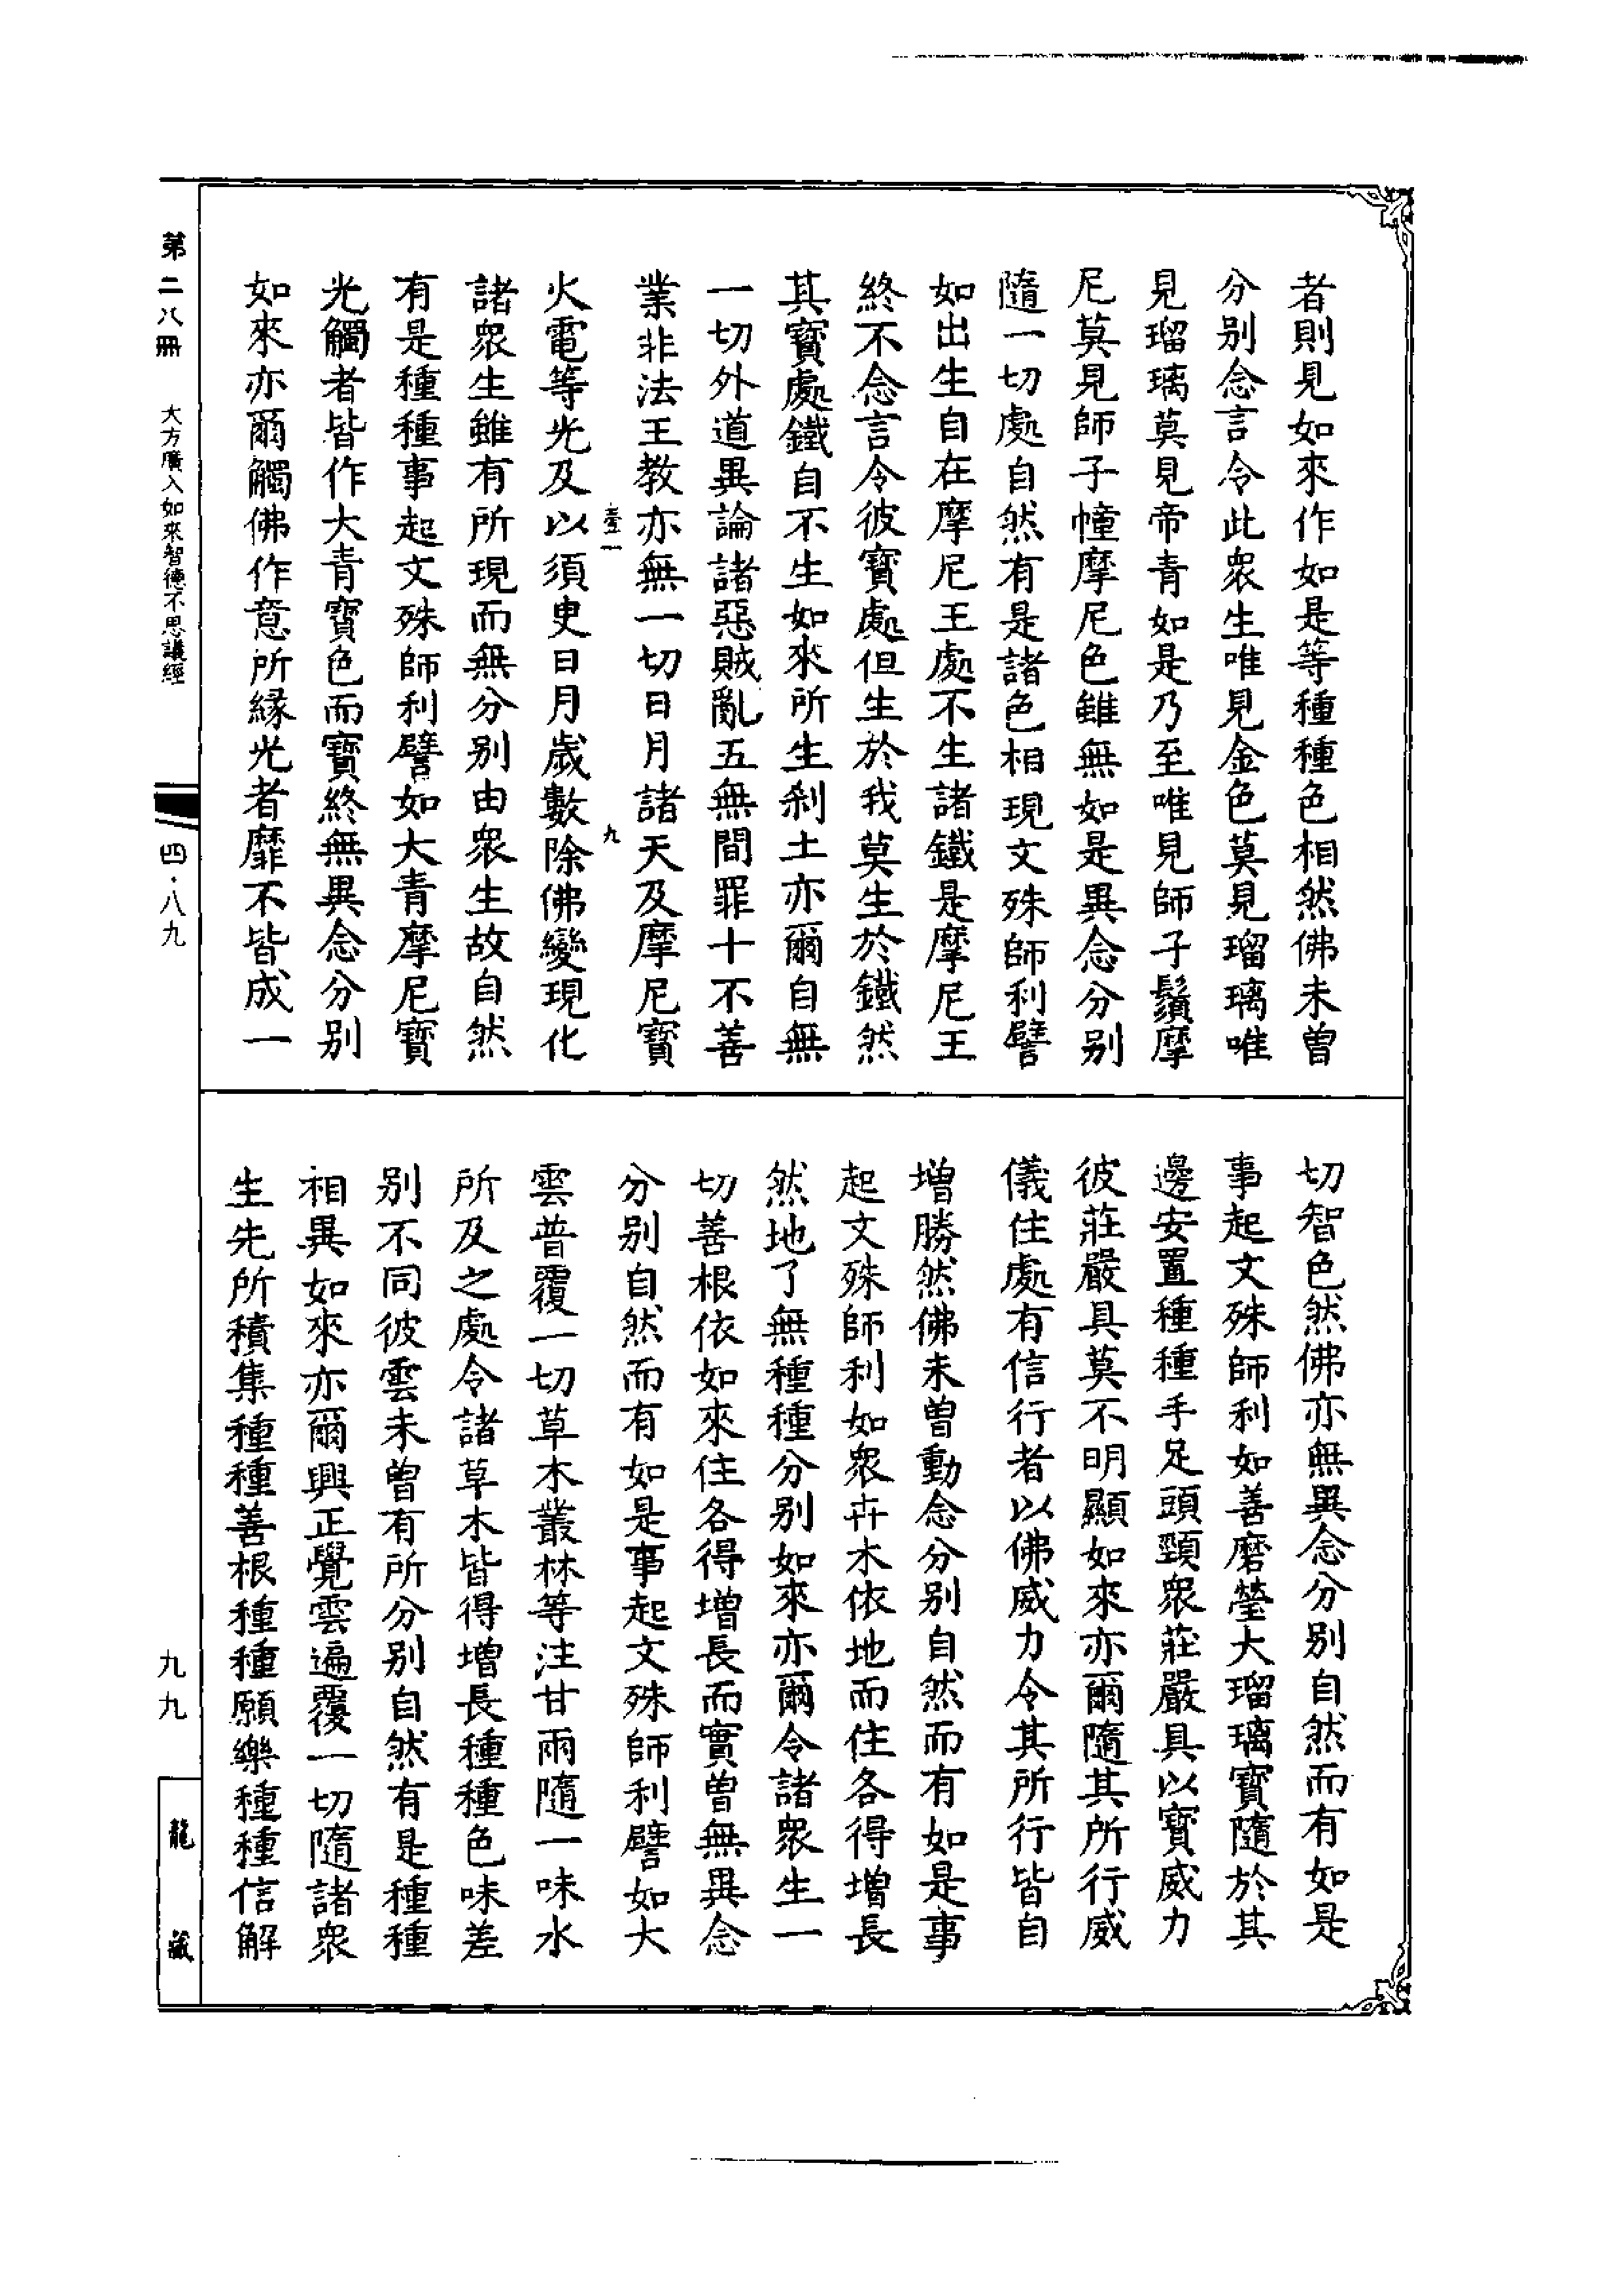 者則見如來作如是等種種色相然佛未曾
分別念言令此衆生唯見金色莫見瑠璃唯
見瑠璃莫見帝青如是乃至唯見師子鬚摩
尼莫見師子幢摩尼色雖無如是異念分別
隨一切處自然有是諸色相現文殊師利譬
如出生自在摩尼王處不生諸鐵是摩尼王
終不念言令彼寳處但生於我莫生於鐵然
其寳處鐵自不生如來所生剎土亦爾自無
一切外道異論諸惡賊亂五無間罪十不善
業非法王教亦無一切日月諸天及摩尼寳
臺一
九
火電等光及以須臾日月歲數除佛變現化
諸衆生雖有所現而無分別由衆生故自然
有是種種事起文殊師利譬如大青摩尼寳
光觸者皆作大青寳色而寳終無異念分別
如來亦爾觸佛作意所緣光者靡不皆成一
切智色然佛亦無異念分別自然而有如是
事起文殊師利如善磨瑩大瑠璃寳隨於其
邊安置種種手足頭頸衆莊嚴具以寳威力
彼莊嚴具莫不明顯如來亦爾隨其所行威
儀住處有信行者以佛威力令其所行皆自
增勝然佛未曾動念分別自然而有如是事
起文殊師利如衆卉木依地而住各得增長
然地了無種種分別如來亦爾令諸衆生一
切善根依如來住各得增長而實曾無異念
分別自然而有如是事起文殊師利譬如大
雲普覆一切草木叢林等注甘雨隨一味水
所及之處令諸草木皆得增長種種色味差
別不同彼雲未曾有所分別自然有是種種
相異如來亦爾興正覺雲遍覆一切隨諸衆
生先所積集種種善根種種願樂種種信解
第二八冊 大方廣入如來智德不思議經 四·八九
九九
龍藏